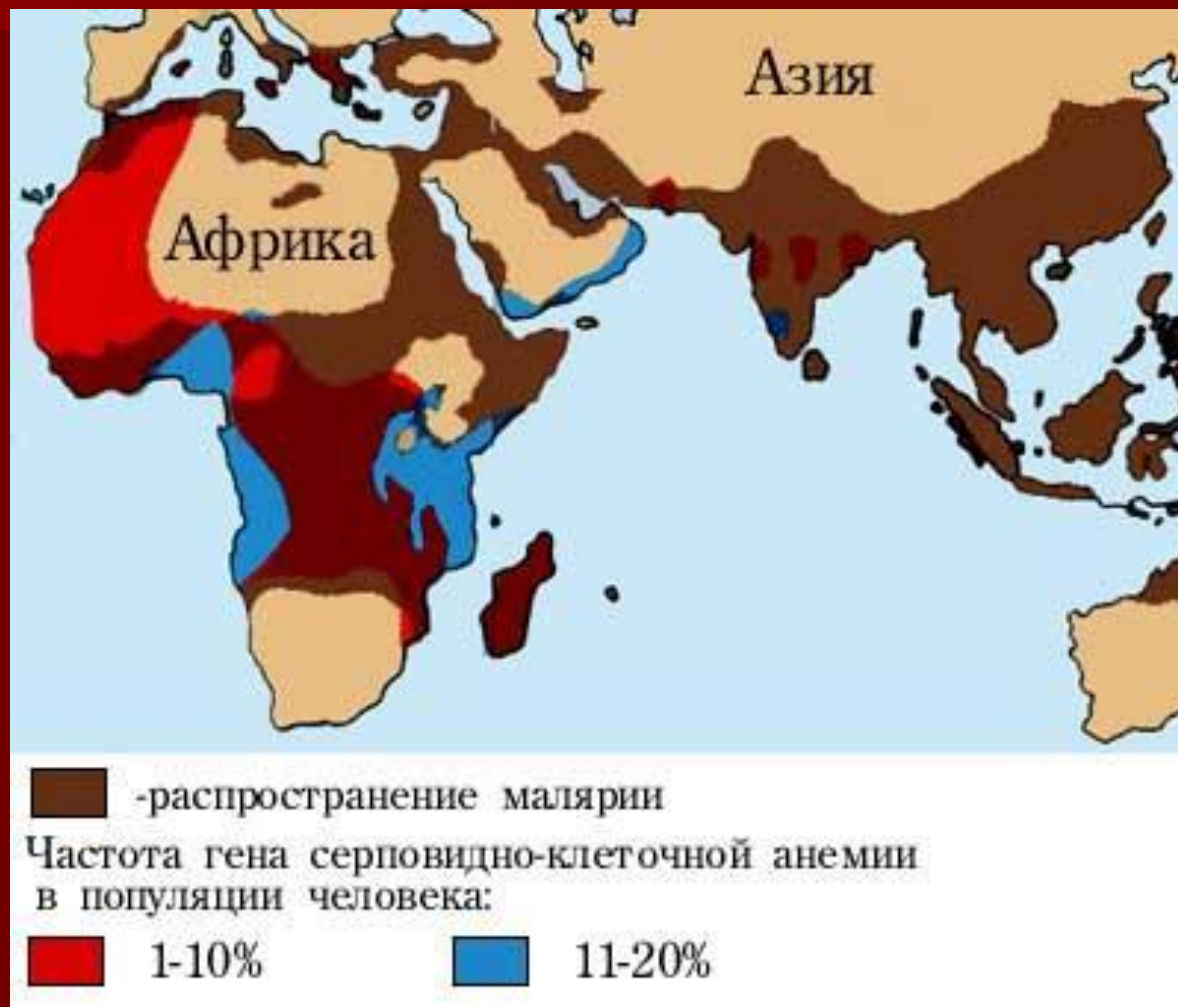 Азия
Африка
-распространение малярии
Частота гена серповидно-клеточной анемии
в популяции человека:
1-10% 11-20%